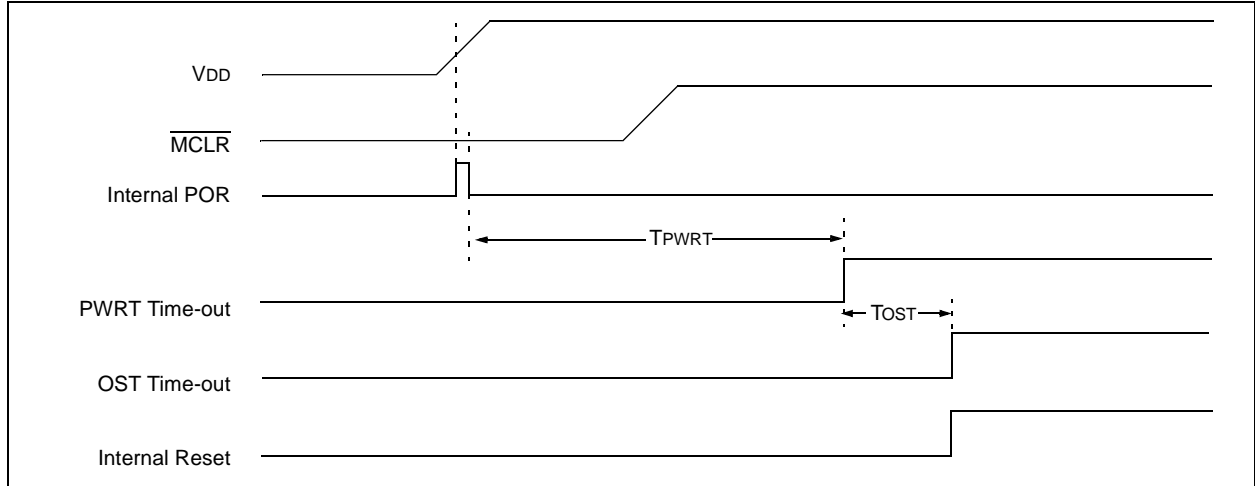 VDD
MCLR
Internal POR
TPWRT
PWRT Time-out
TOST
OST Time-out
Internal Reset